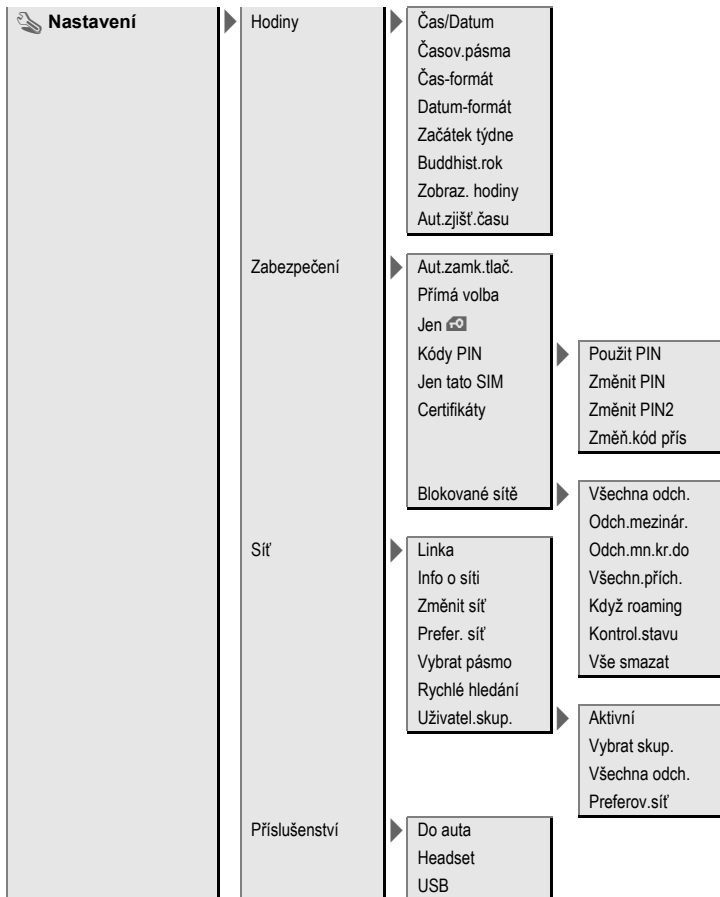 Nastavení
Hodiny
Čas/Datum
Časov.pásma
Čas-formát
Datum-formát
Začátek týdne
Buddhist.rok
Zobraz. hodiny
Aut.zjišť.času
Zabezpečení
Aut.zamk.tlač.
Přímá volba
Jen
Kódy PIN
Použit PIN
Změnit PIN
Změnit PIN2
Změň.kód přís
Jen tato SIM
Certifikáty
Blokované sítě
Všechna odch.
Odch.mezinár.
Odch.mn.kr.do
Všechn.přích.
Když roaming
Kontrol.stavu
Vše smazat
Síť
Linka
Info o síti
Změnit síť
Prefer. síť
Vybrat pásmo
Rychlé hledání
Uživatel.skup.
Aktivní
Vybrat skup.
Všechna odch.
Preferov.síť
Příslušenství
Do auta
Headset
USB